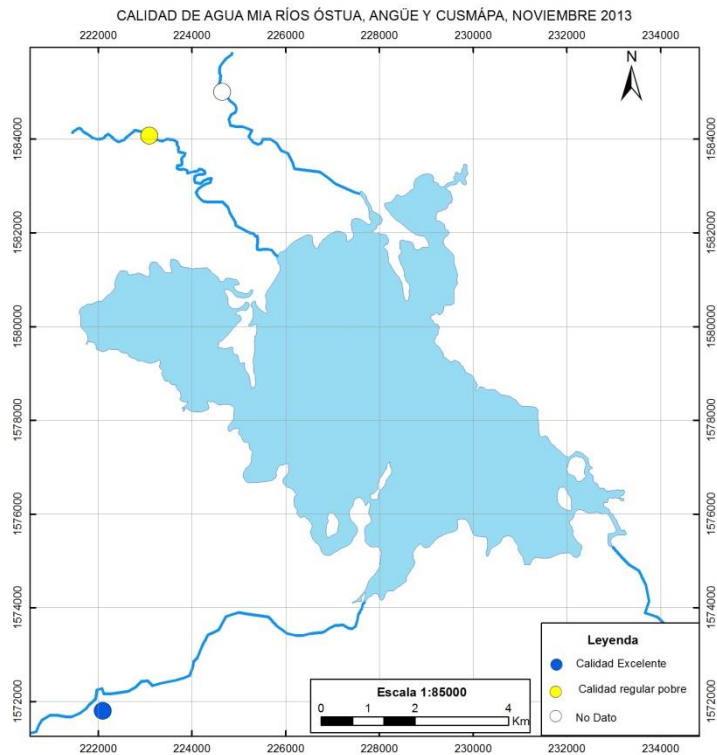 CALIDAD DE AGUA MIA RÍOS ÓSTUA, ANGÜE Y CUSMÁPA, NOVIEMBRE 2013
222000 224000 226000 228000 230000 232000 234000
N
1584000 1584000
1582000 1582000
1580000 1580000
1578000 1578000
1576000 1576000
1574000 1574000
1572000 1572000
Leyenda
Calidad Excelente
Calidad regular pobre
No Dato
Escala 1:85000
0 1 2 4
Km
222000 224000 226000 228000 230000 232000 234000